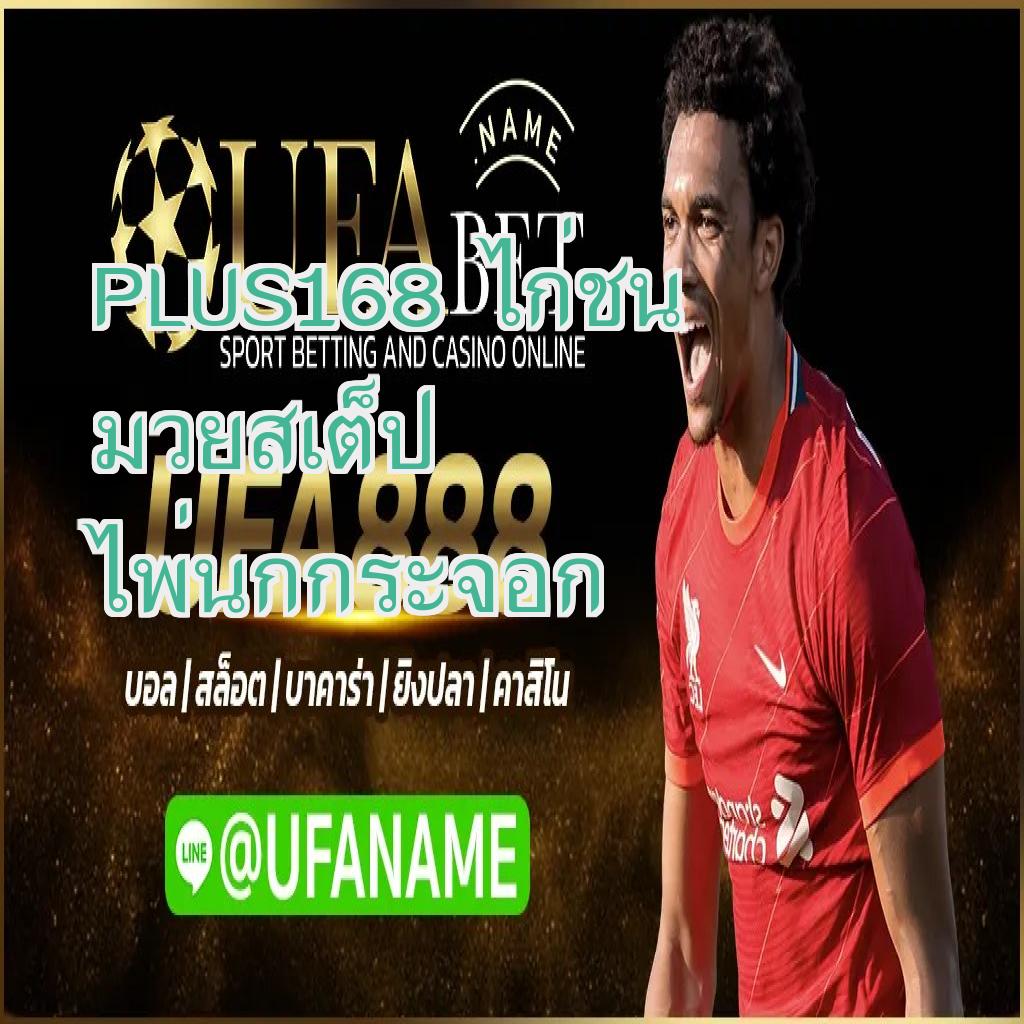 .NAME
UFABET
PLUS168 ไก่ชน
SPORT BETTING AND CASINO ONLINE
มวยสเต็ป
UFA888
ไพ่นกกระจอก
บอล | สล็อต | บาคาร่า | ยิงปลา | คาสิโน
LINE @UFANAME